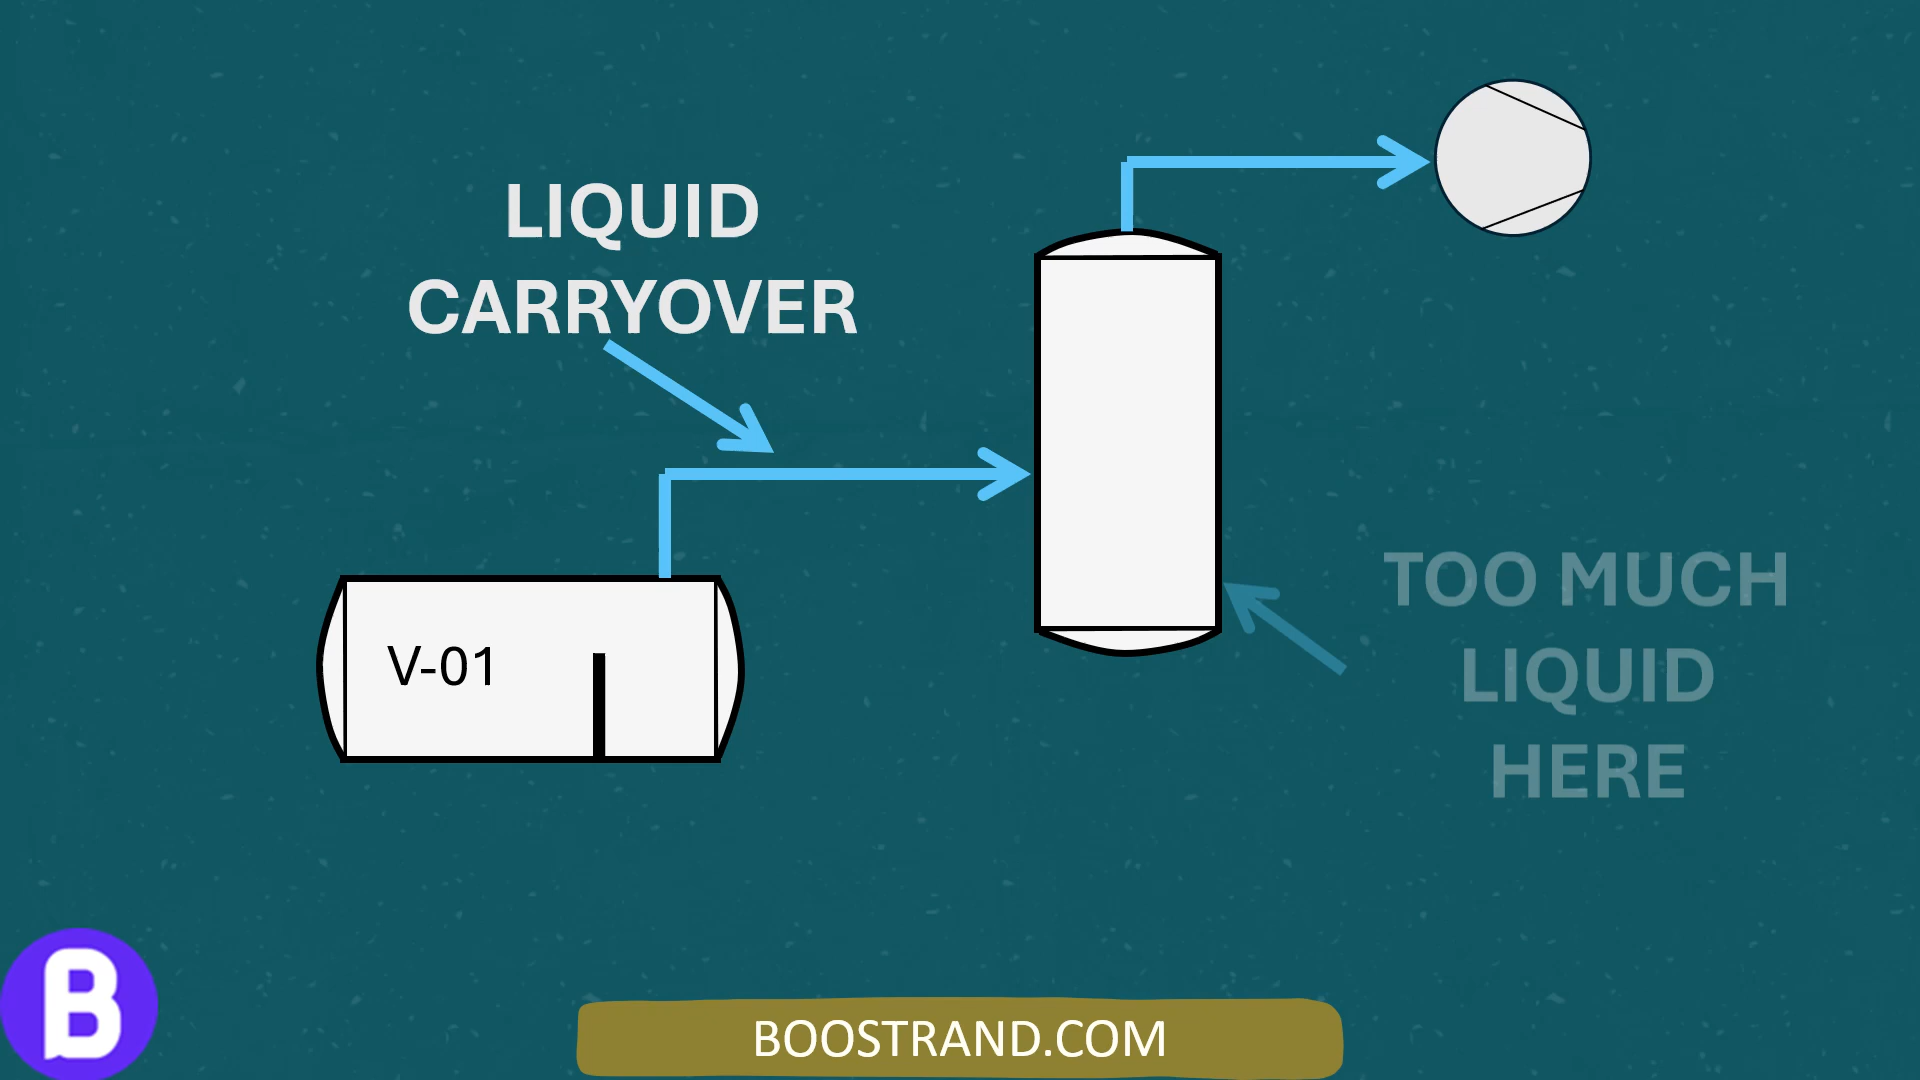 LIQUID
CARRYOVER
V-01
TOO MUCH
LIQUID
HERE
B
BOOSTRAND.COM